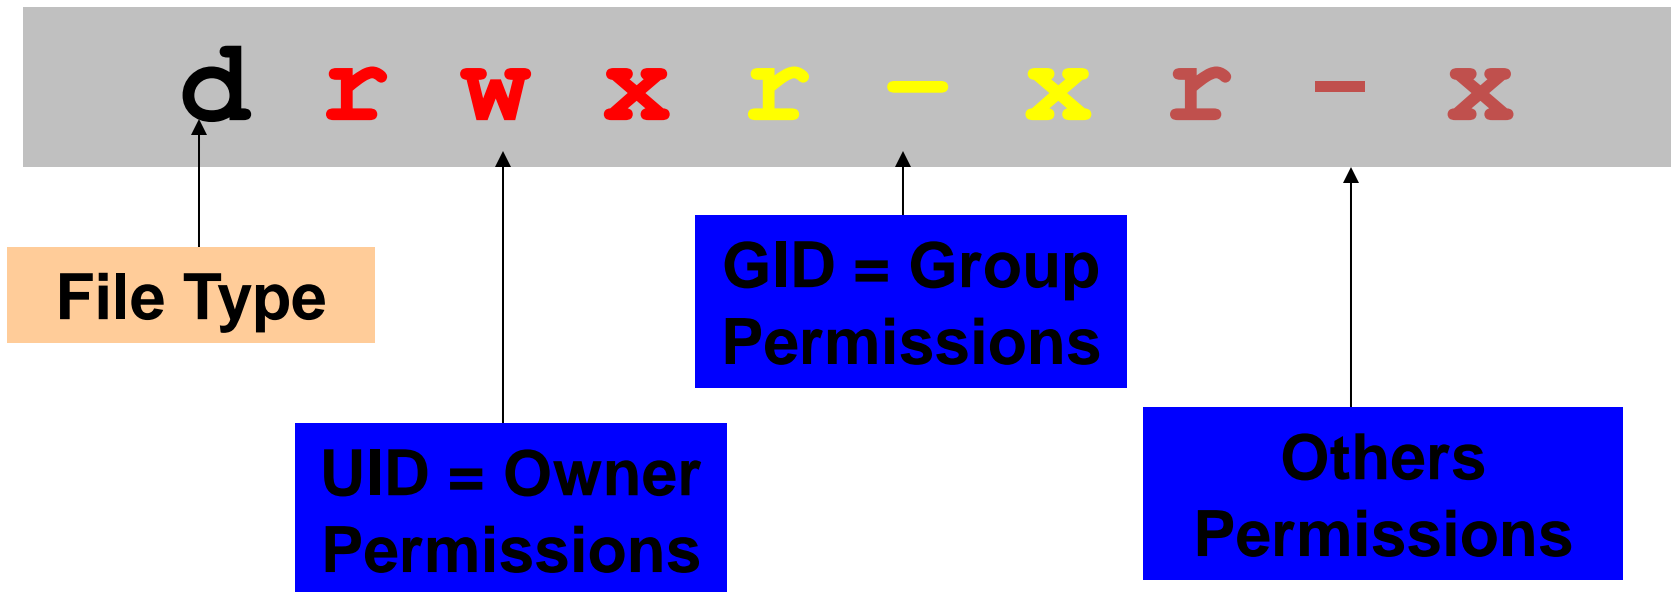 d r w x r - x r - x
File Type
GID = Group
Permissions
UID = Owner
Permissions
Others
Permissions